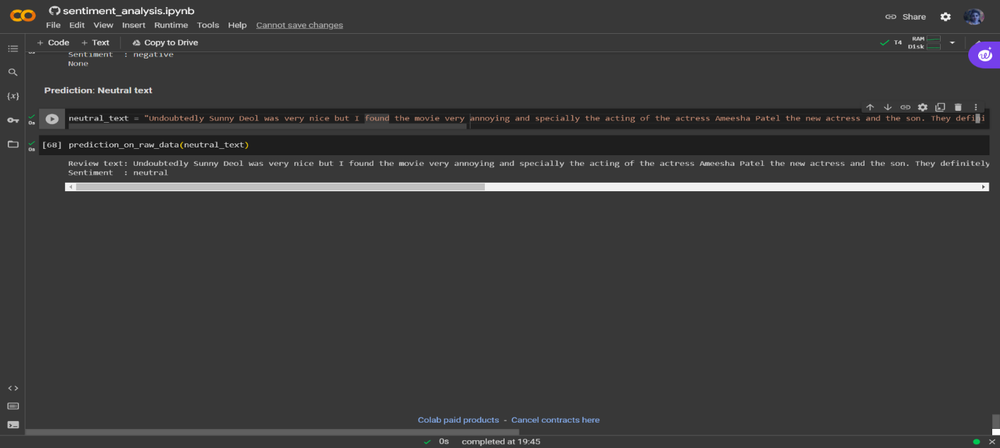 sentiment_analysis.ipynb
File Edit View Insert Runtime Tools Help Cannot save changes
Share
+ Code + Text Copy to Drive
T4 RAM
Disk
Sentiment : negative
None
{x}
Prediction: Neutral text
0s
neutral_text = "Undoubtedly Sunny Deol was very nice but I found the movie very annoying and specially the acting of the actress Ameesha Patel the new actress and the son. They defi
0s
[68] prediction_on_raw_data(neutral_text)
Review text: Undoubtedly Sunny Deol was very nice but I found the movie very annoying and specially the acting of the actress Ameesha Patel the new actress and the son. They definitely
Sentiment : neutral
Colab paid products - Cancel contracts here
0s completed at 19:45